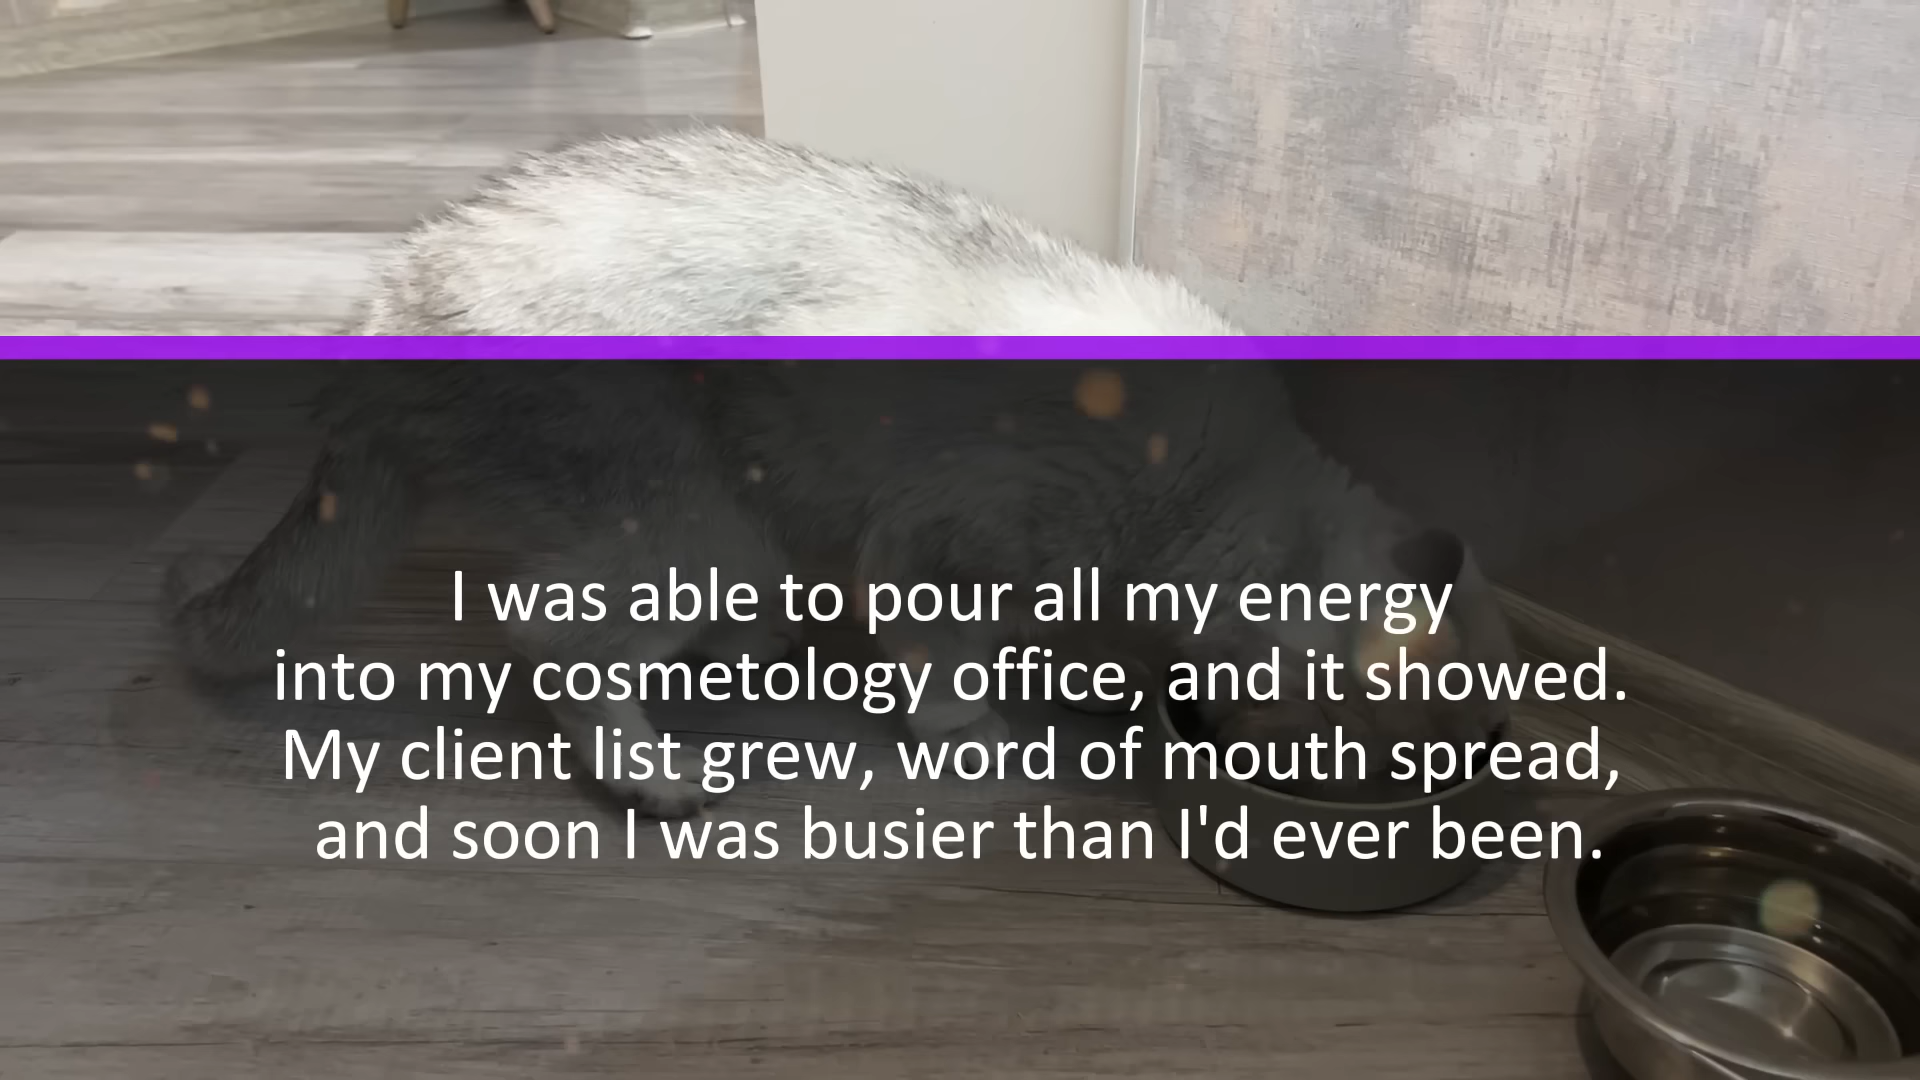 I was able to pour all my energy
into my cosmetology office, and it showed.
My client list grew, word of mouth spread,
and soon I was busier than I'd ever been.